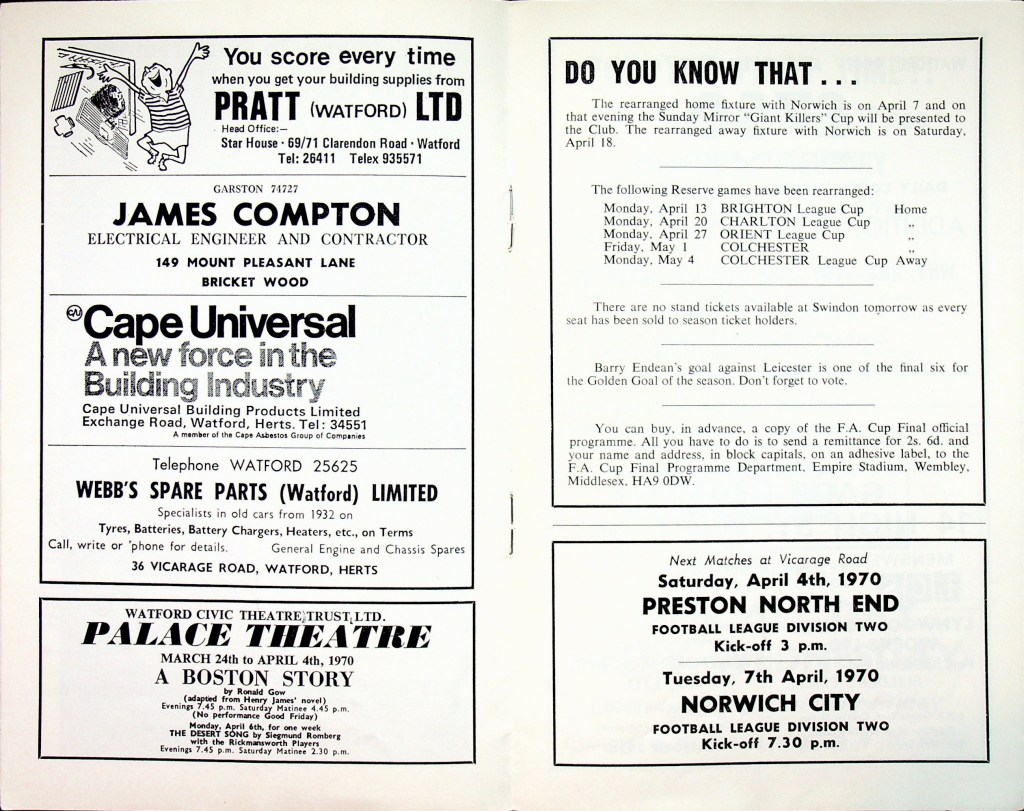 You score every time
when you get your building supplies from
PRATT (WATFORD) LTD
Head Office:—
Star House · 69/71 Clarendon Road · Watford
Tel: 26411 Telex 935571
GARSTON 74727
JAMES COMPTON
ELECTRICAL ENGINEER AND CONTRACTOR
149 MOUNT PLEASANT LANE
BRICKET WOOD
CU Cape Universal
A new force in the
Building Industry
Cape Universal Building Products Limited
Exchange Road, Watford, Herts. Tel: 34551
A member of the Cape Asbestos Group of Companies
Telephone WATFORD 25625
WEBB'S SPARE PARTS (Watford) LIMITED
Specialists in old cars from 1932 on
Tyres, Batteries, Battery Chargers, Heaters, etc., on Terms
Call, write or 'phone for details. General Engine and Chassis Spares
36 VICARAGE ROAD, WATFORD, HERTS
WATFORD CIVIC THEATRE TRUST LTD.
PALACE THEATRE
MARCH 24th to APRIL 4th, 1970
A BOSTON STORY
by Ronald Gow
(adapted from Henry James' novel)
Evenings 7.45 p.m. Saturday Matinee 4.45 p.m.
(No performance Good Friday)
Monday, April 6th, for one week
THE DESERT SONG by Siegmund Romberg
with the Rickmansworth Players
Evenings 7.45 p.m. Saturday Matinee 2.30 p.m.
DO YOU KNOW THAT . . .
The rearranged home fixture with Norwich is on April 7 and on
that evening the Sunday Mirror "Giant Killers" Cup will be presented to
the Club. The rearranged away fixture with Norwich is on Saturday,
April 18.
The following Reserve games have been rearranged:
Monday, April 13 BRIGHTON League Cup Home
Monday, April 20 CHARLTON League Cup ,,
Monday, April 27 ORIENT League Cup ,,
Friday, May 1 COLCHESTER ,,
Monday, May 4 COLCHESTER League Cup Away
There are no stand tickets available at Swindon tomorrow as every
seat has been sold to season ticket holders.
Barry Endean's goal against Leicester is one of the final six for
the Golden Goal of the season. Don't forget to vote.
You can buy, in advance, a copy of the F.A. Cup Final official
programme. All you have to do is to send a remittance for 2s. 6d. and
your name and address, in block capitals, on an adhesive label, to the
F.A. Cup Final Programme Department, Empire Stadium, Wembley,
Middlesex, HA9 0DW.
Next Matches at Vicarage Road
Saturday, April 4th, 1970
PRESTON NORTH END
FOOTBALL LEAGUE DIVISION TWO
Kick-off 3 p.m.
Tuesday, 7th April, 1970
NORWICH CITY
FOOTBALL LEAGUE DIVISION TWO
Kick-off 7.30 p.m.